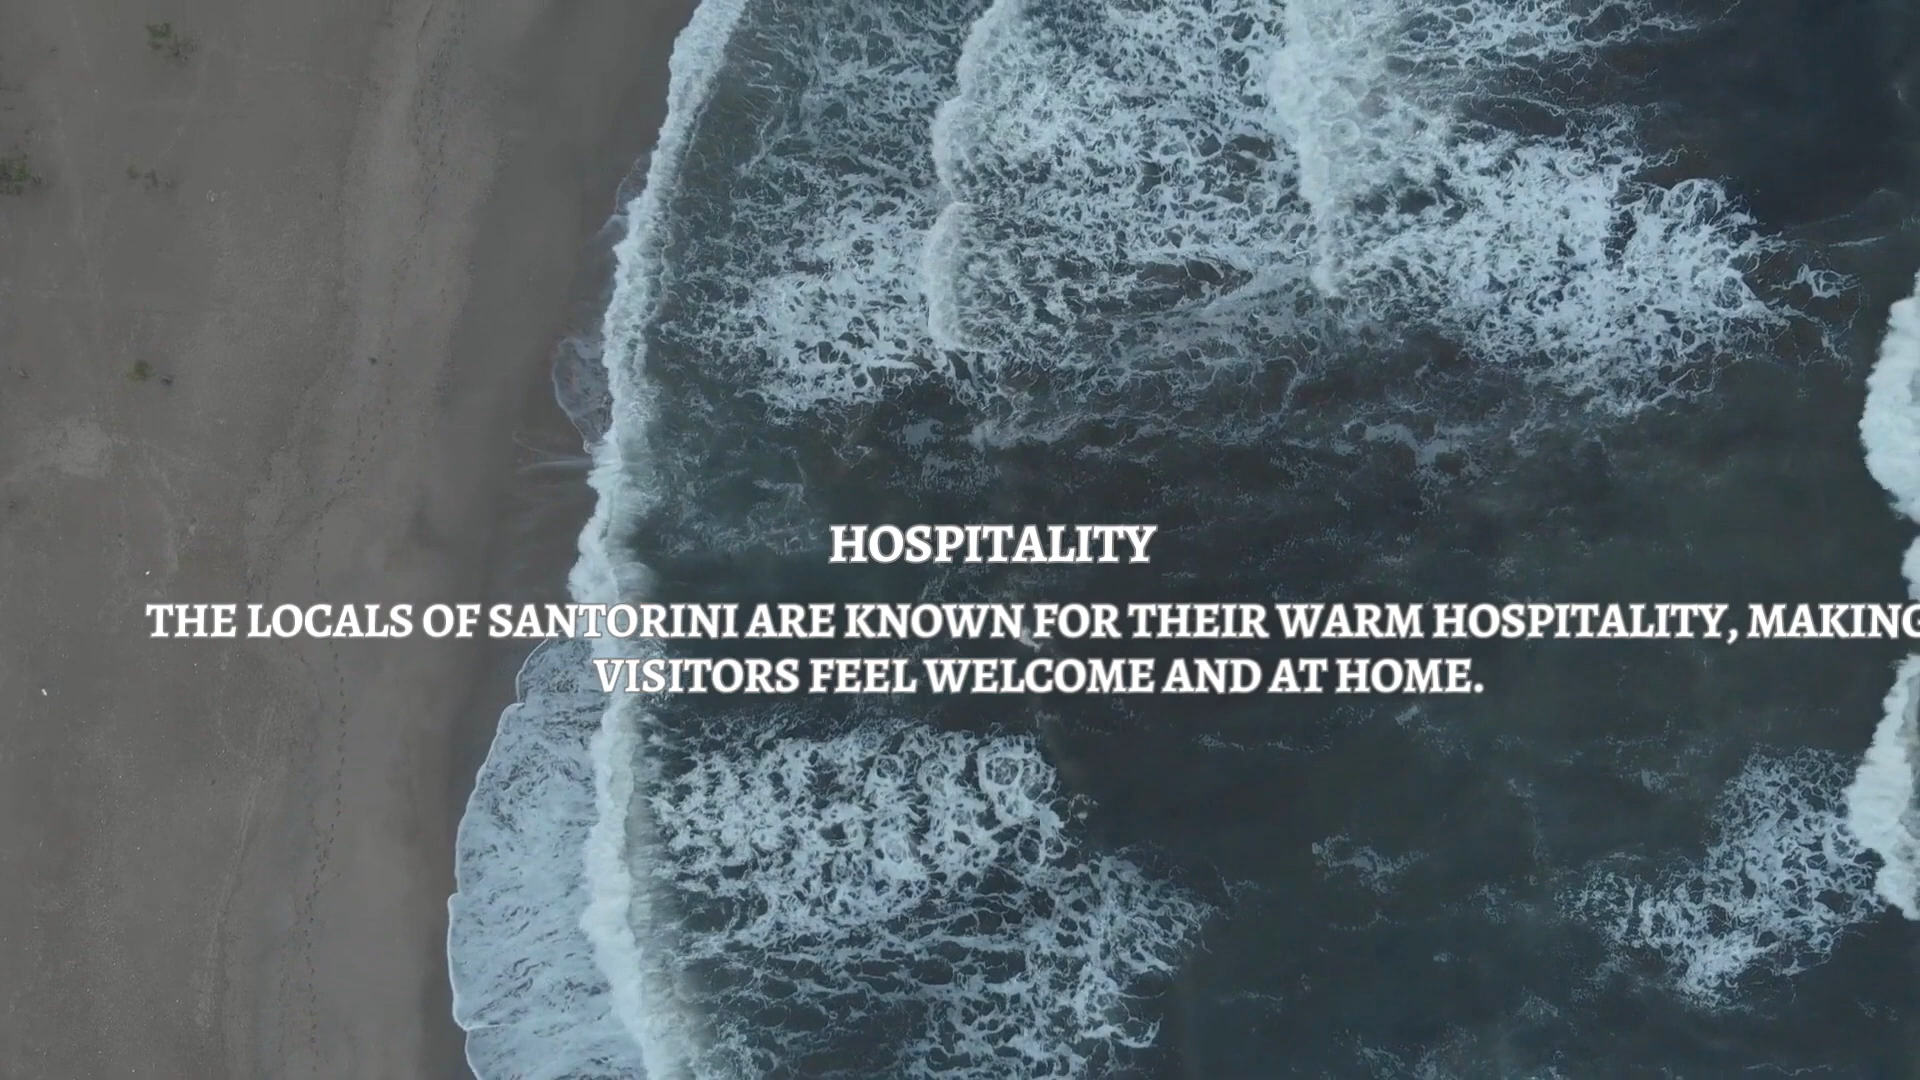 HOSPITALITY
THE LOCALS OF SANTORINI ARE KNOWN FOR THEIR WARM HOSPITALITY, MAKING
VISITORS FEEL WELCOME AND AT HOME.